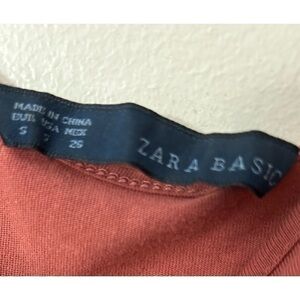 MADE IN CHINA
EUR USA MEX
S S 26
ZARA BASIC